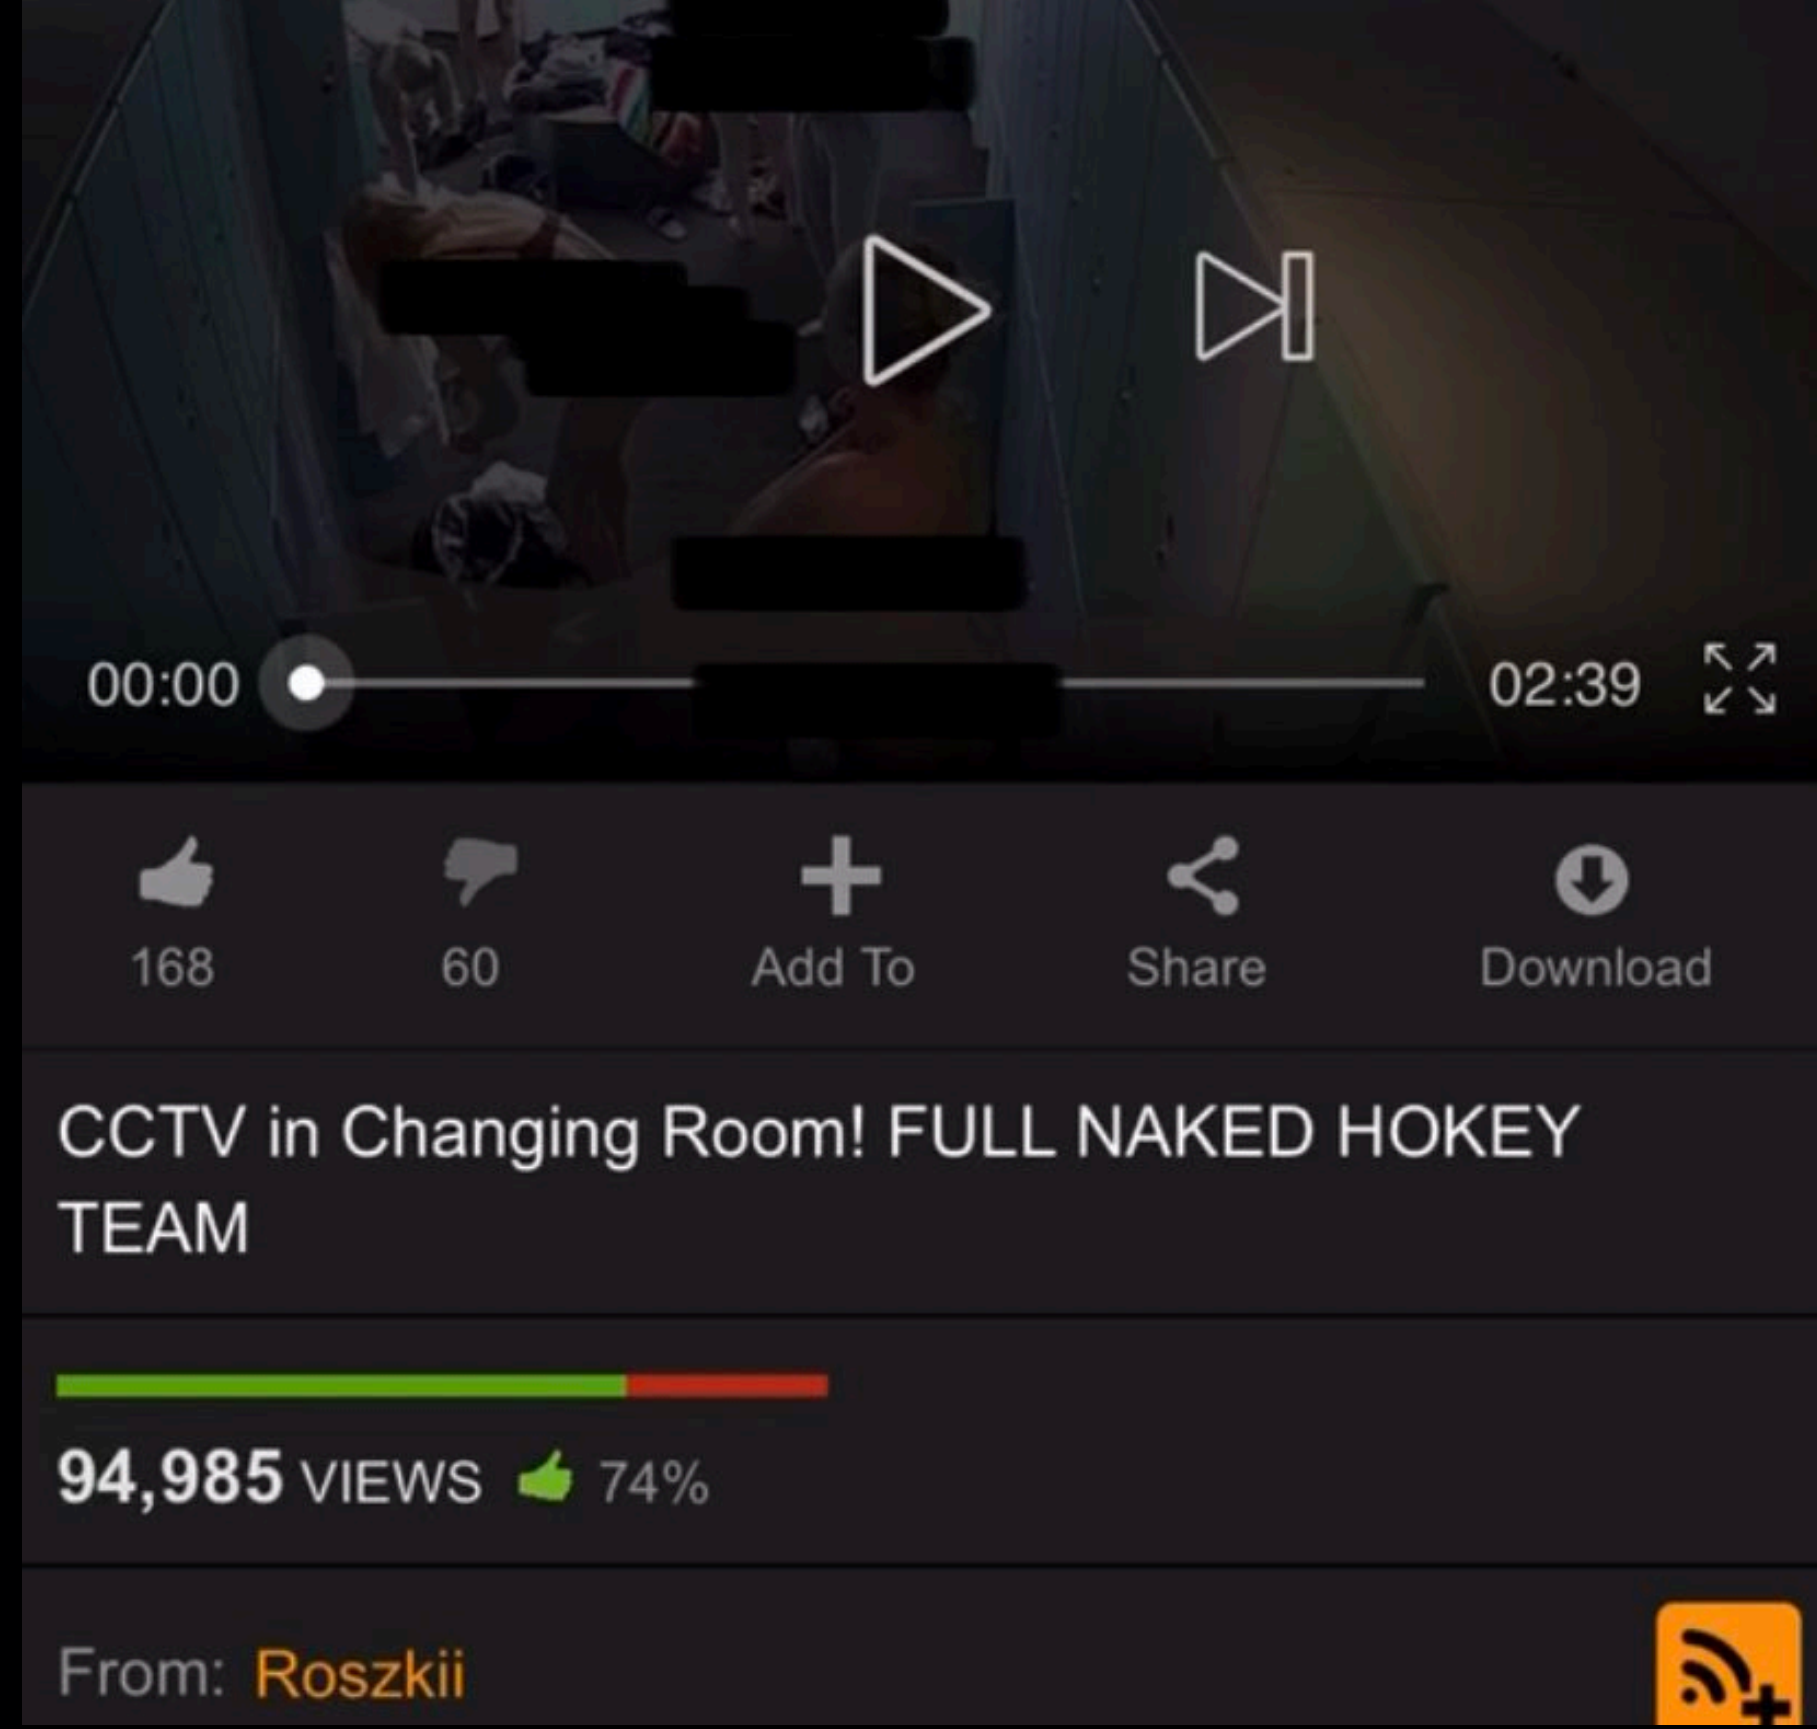 00:00 02:39
168 60 Add To Share Download
CCTV in Changing Room! FULL NAKED HOKEY
TEAM
94,985 VIEWS 74%
From: Roszkii